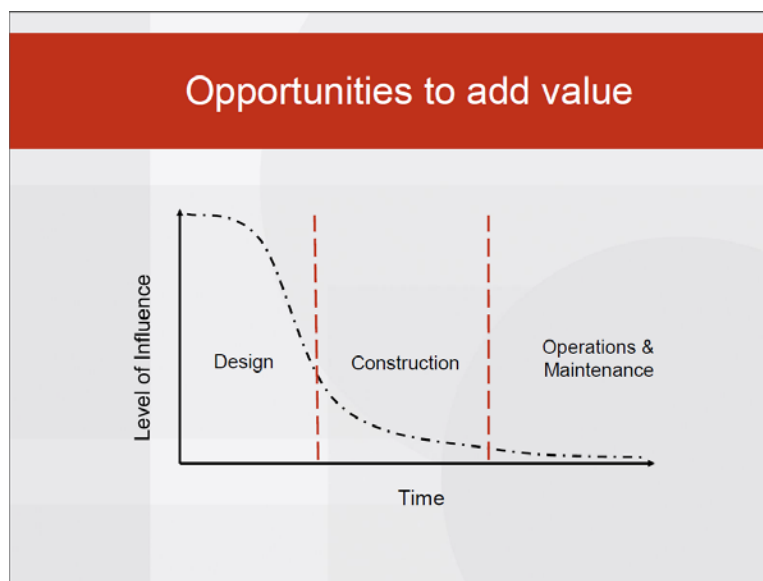 Opportunities to add value
Level of Influence
Design
Construction
Operations &
Maintenance
Time